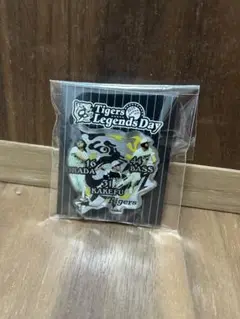 Tigers
Legends Day
16
44
OKADA
BASS
31
KAKEFU
Tigers